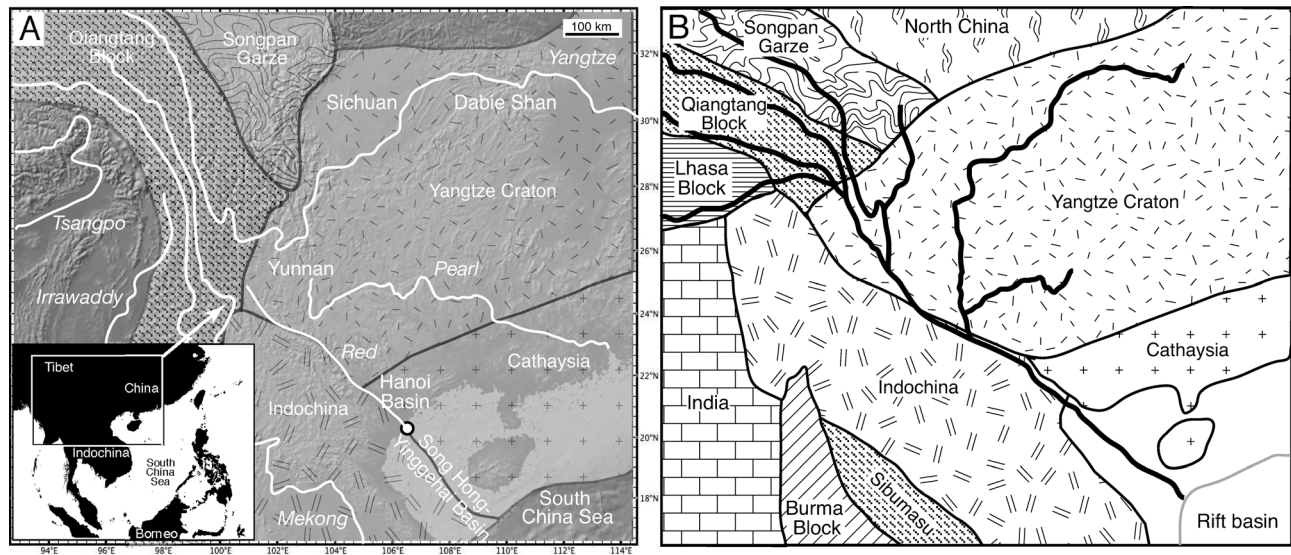 A
Qiangtang
Block
Songpan
Garze
100 km
Yangtze
Sichuan
Dabie Shan
Yangtze Craton
Tsangpo
Irrawaddy
Yunnan
Pearl
Red
Cathaysia
Hanoi
Basin
Indochina
Song Hong-
Yinggehai Basin
South
China Sea
Mekong
Tibet
China
Indochina
South
China
Sea
Borneo
94°E
96°E
98°E
100°E
102°E
104°E
106°E
108°E
110°E
112°E
114°E
32°N
30°N
28°N
26°N
24°N
22°N
20°N
18°N
B
Songpan
Garze
North China
Qiangtang
Block
Lhasa
Block
Yangtze Craton
Cathaysia
Indochina
India
Burma
Block
Sibumasu
Rift basin